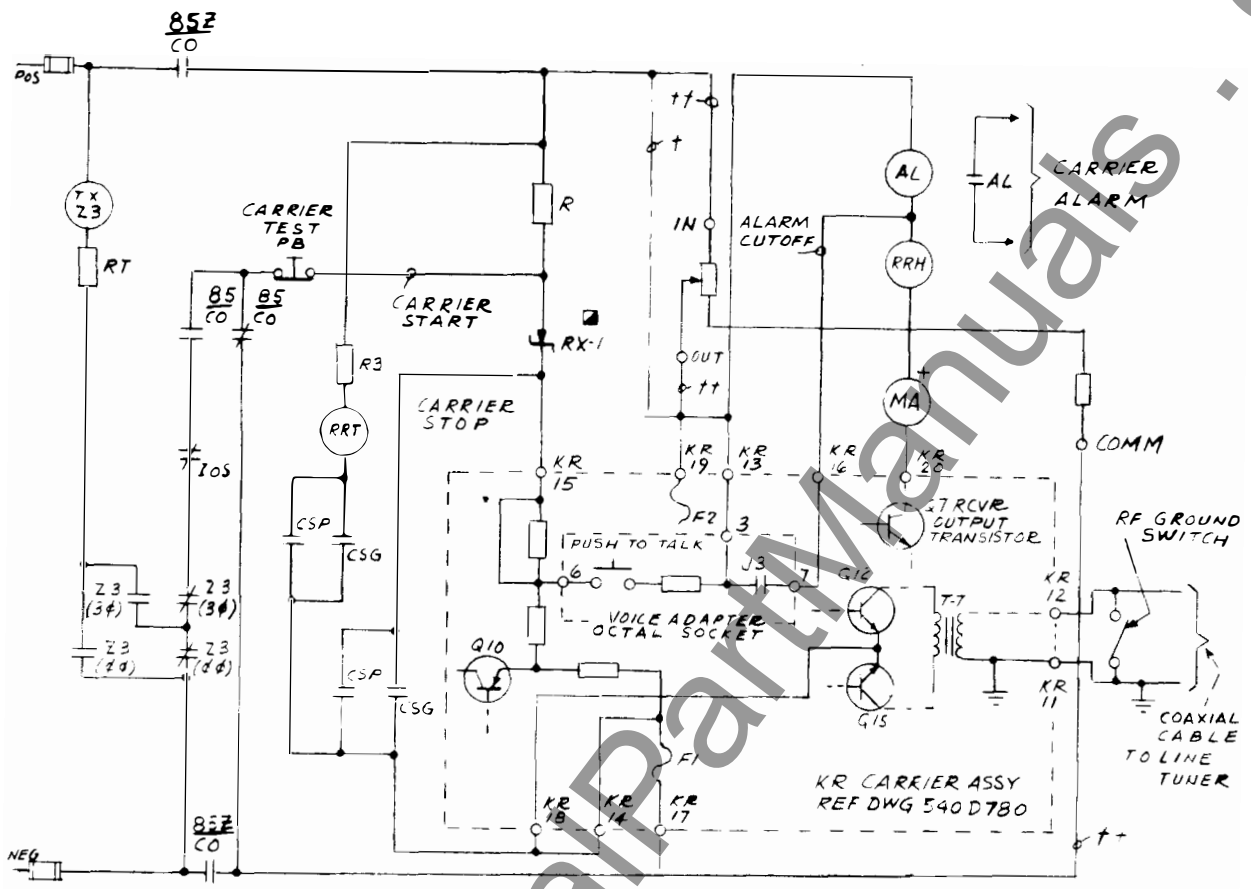 85Z
CO
POS
††
†
TX
Z3
RT
CARRIER
TEST
PB
R
IN
ALARM
CUTOFF
AL
AL
CARRIER
ALARM
RRH
85
CO
85
CO
CARRIER
START
RX-1
OUT
††
R3
RRT
CARRIER
STOP
MA
+
COMM
IOS
KR
15
KR
19
KR
13
KR
16
KR
20
F2
3
Q7 RCVR
OUTPUT
TRANSISTOR
RF GROUND
SWITCH
CSP
CSG
PUSH TO TALK
6
J3
7
Q16
VOICE ADAPTER
OCTAL SOCKET
T-7
KR
12
Z3
(3φ)
Z3
(3φ)
Z3
Z3
Q10
CSP
CSG
Q15
KR
11
COAXIAL
CABLE
TO LINE
TUNER
F1
KR CARRIER ASSY
REF DWG 540D780
KR
18
KR
14
KR
17
85Z
CO
NEG
††
alPartManuals .